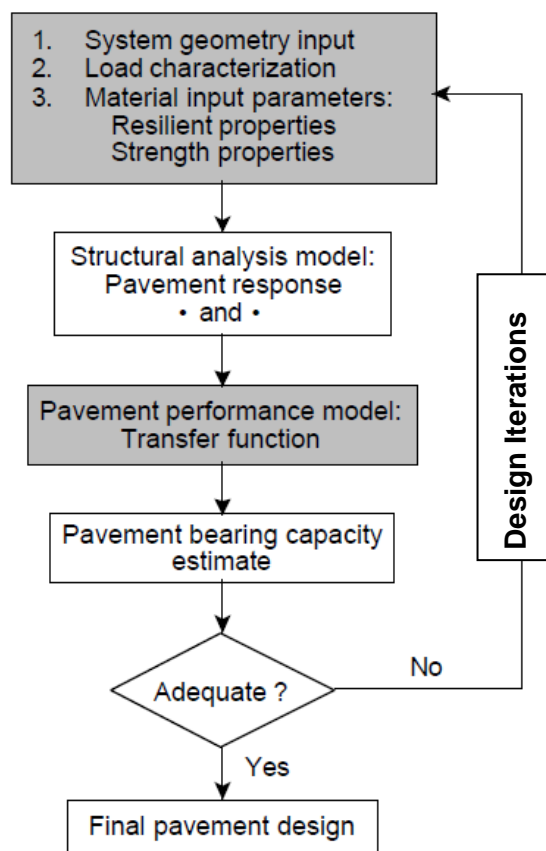 1. System geometry input
2. Load characterization
3. Material input parameters:
Resilient properties
Strength properties
Structural analysis model:
Pavement response
• and •
Pavement performance model:
Transfer function
Pavement bearing capacity
estimate
Adequate ?
No
Yes
Final pavement design
Design Iterations